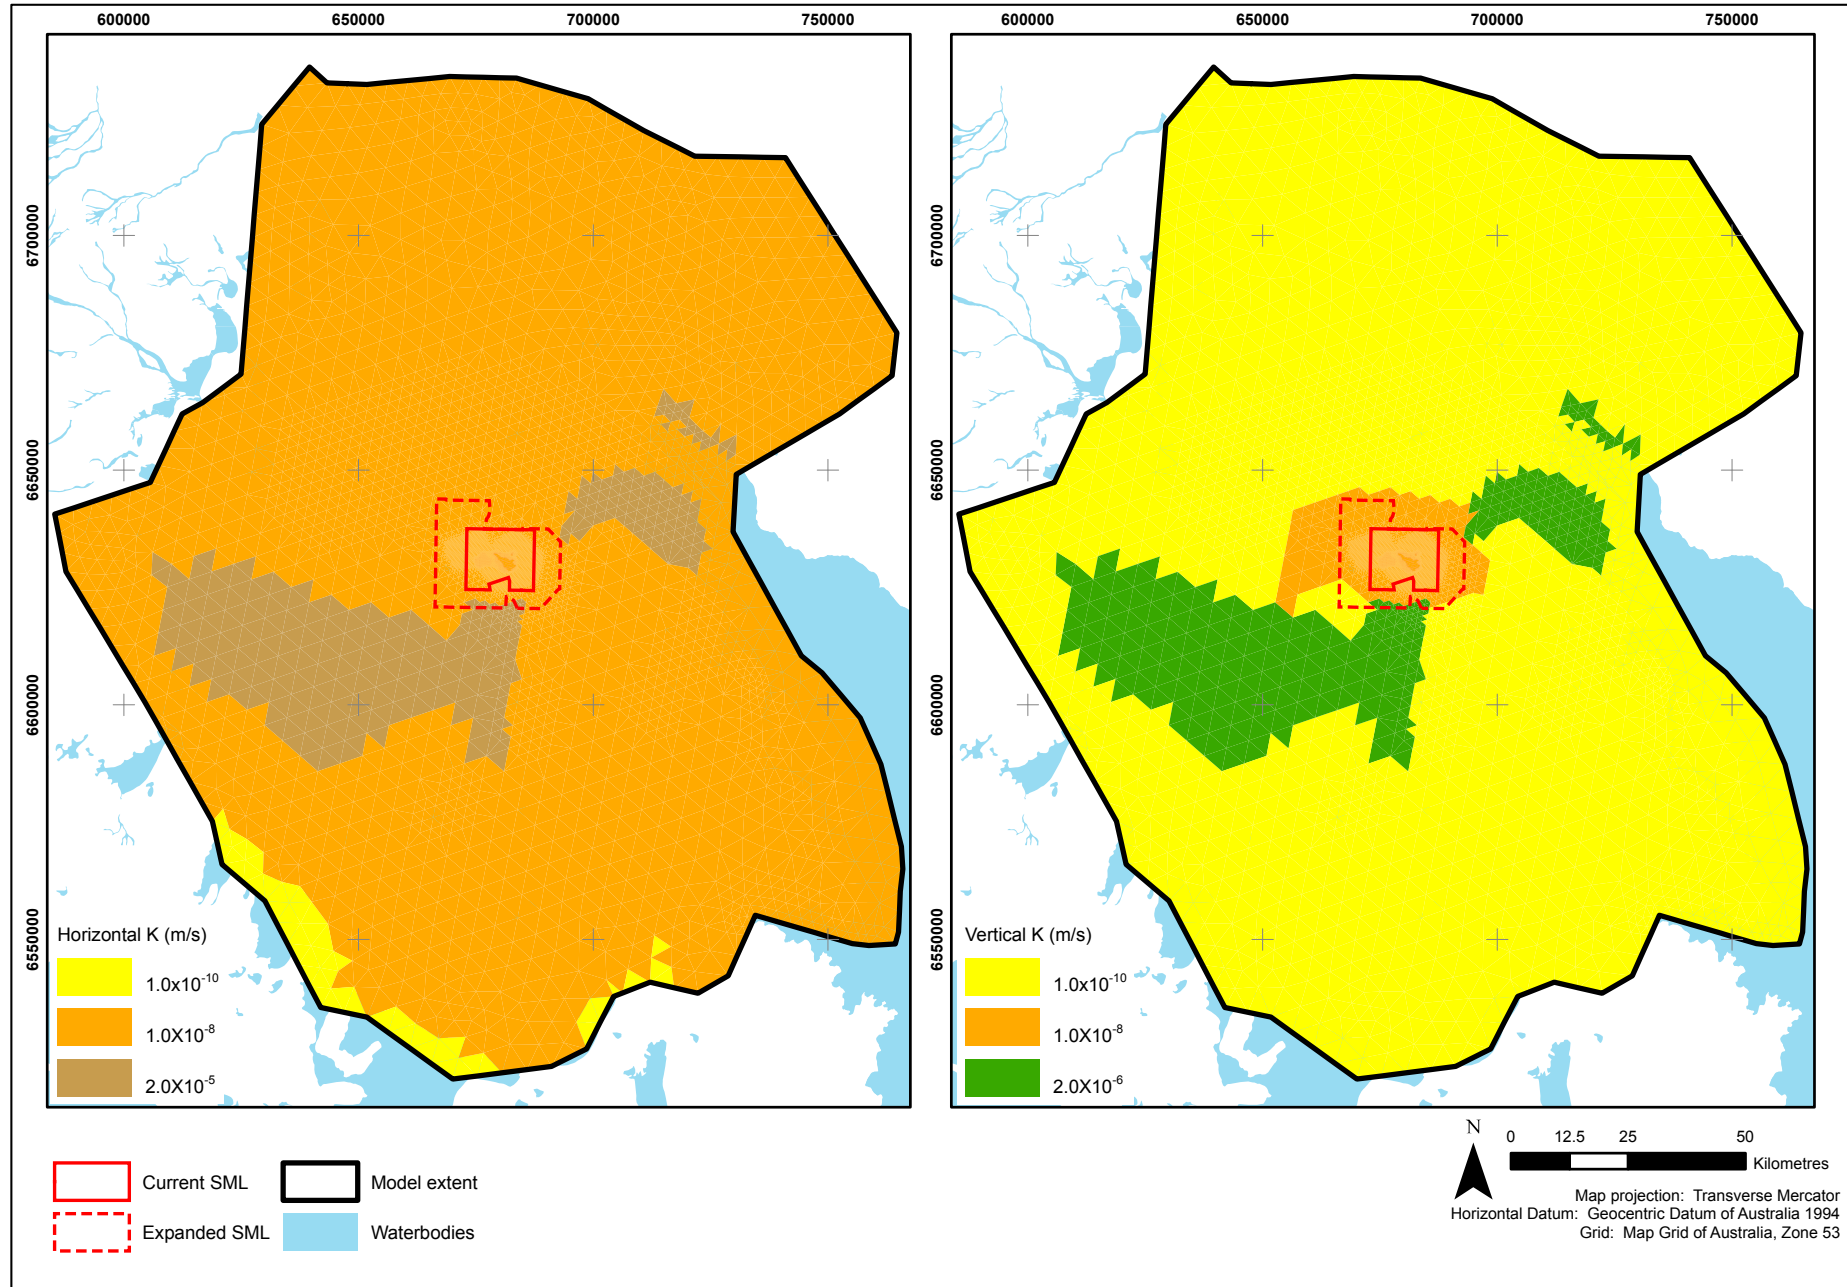 600000 650000 700000 750000
600000 650000 700000 750000
6700000
6650000
6600000
6550000
6700000
6650000
6600000
6550000
Horizontal K (m/s)
1.0x10⁻¹⁰
1.0X10⁻⁸
2.0X10⁻⁵
Vertical K (m/s)
1.0x10⁻¹⁰
1.0X10⁻⁸
2.0X10⁻⁶
Current SML
Model extent
Expanded SML
Waterbodies
N
0 12.5 25 50
Kilometres
Map projection: Transverse Mercator
Horizontal Datum: Geocentric Datum of Australia 1994
Grid: Map Grid of Australia, Zone 53